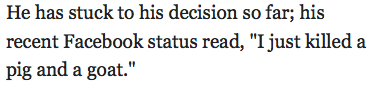 He has stuck to his decision so far; his
recent Facebook status read, "I just killed a
pig and a goat."